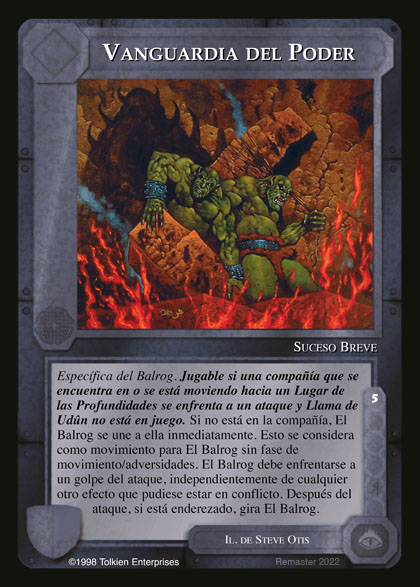 VANGUARDIA DEL PODER
OTIS
SUCESO BREVE
Específica del Balrog. Jugable si una compañía que se
encuentra en o se está moviendo hacia un Lugar de
las Profundidades se enfrenta a un ataque y Llama de
Udûn no está en juego. Si no está en la compañía, El
Balrog se une a ella inmediatamente. Esto se considera
como movimiento para El Balrog sin fase de
movimiento/adversidades. El Balrog debe enfrentarse a
un golpe del ataque, independientemente de cualquier
otro efecto que pudiese estar en conflicto. Después del
ataque, si está enderezado, gira El Balrog.
5
IL. DE STEVE OTIS
©1998 Tolkien Enterprises
Remaster 2022